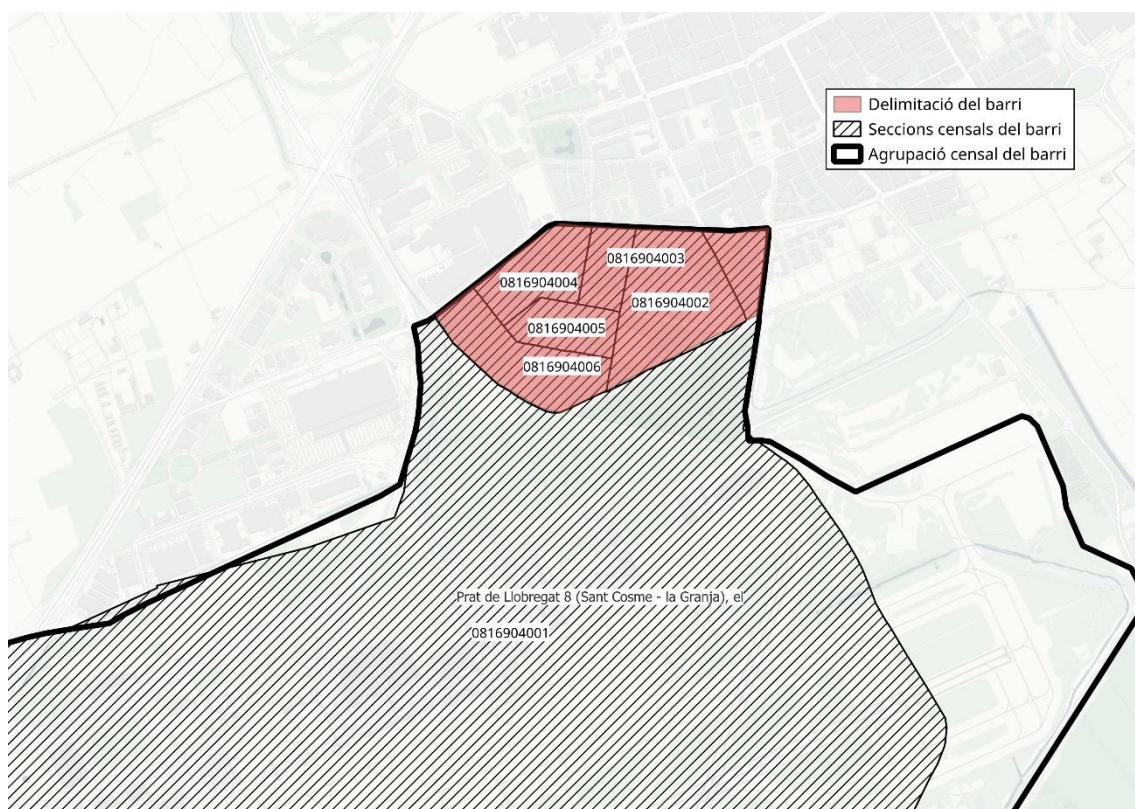 Delimitació del barri
Seccions censals del barri
Agrupació censal del barri
0816904003
0816904004
0816904002
0816904005
0816904006
Prat de Llobregat 8 (Sant Cosme - la Granja), el
0816904001